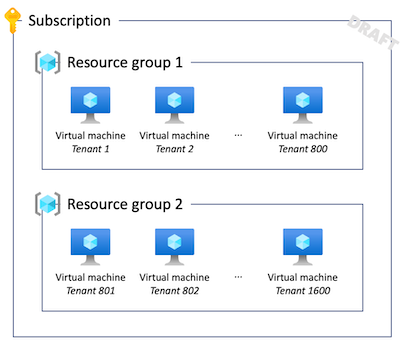 Subscription
DRAFT
Resource group 1
Virtual machine Virtual machine ... Virtual machine
Tenant 1 Tenant 2 Tenant 800
Resource group 2
Virtual machine Virtual machine ... Virtual machine
Tenant 801 Tenant 802 Tenant 1600